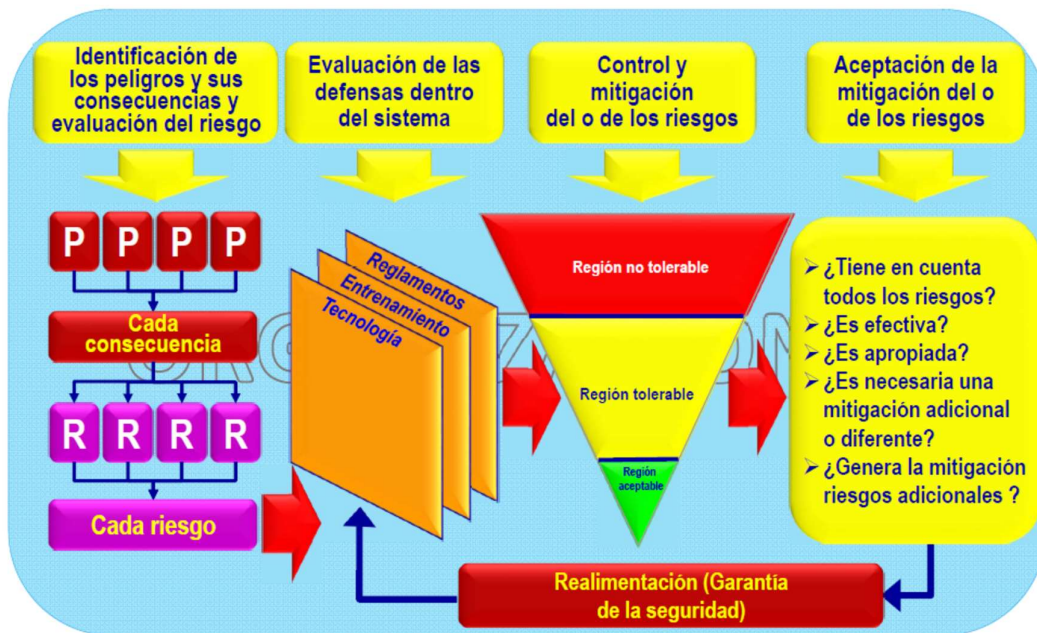 Identificación de
los peligros y sus
consecuencias y
evaluación del riesgo
Evaluación de las
defensas dentro
del sistema
Control y
mitigación
del o de los riesgos
Aceptación de la
mitigación del o
de los riesgos
P P P P
Cada
consecuencia
R R R R
Cada riesgo
Reglamentos
Entrenamiento
Tecnología
Región no tolerable
Región tolerable
Región
aceptable
➢ ¿Tiene en cuenta
todos los riesgos?
➢ ¿Es efectiva?
➢ ¿Es apropiada?
➢ ¿Es necesaria una
mitigación adicional
o diferente?
➢ ¿Genera la mitigación
riesgos adicionales ?
Realimentación (Garantía
de la seguridad)